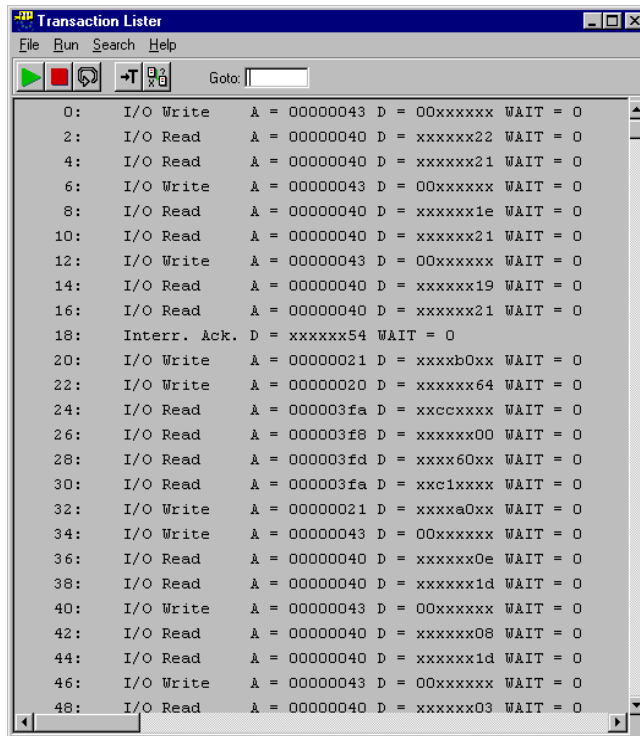 Transaction Lister
File Run Search Help
Goto:
0: I/O Write A = 00000043 D = 00xxxxxx WAIT = 0
2: I/O Read A = 00000040 D = xxxxxx22 WAIT = 0
4: I/O Read A = 00000040 D = xxxxxx21 WAIT = 0
6: I/O Write A = 00000043 D = 00xxxxxx WAIT = 0
8: I/O Read A = 00000040 D = xxxxxx1e WAIT = 0
10: I/O Read A = 00000040 D = xxxxxx21 WAIT = 0
12: I/O Write A = 00000043 D = 00xxxxxx WAIT = 0
14: I/O Read A = 00000040 D = xxxxxx19 WAIT = 0
16: I/O Read A = 00000040 D = xxxxxx21 WAIT = 0
18: Interr. Ack. D = xxxxxx54 WAIT = 0
20: I/O Write A = 00000021 D = xxxxb0xx WAIT = 0
22: I/O Write A = 00000020 D = xxxxxx64 WAIT = 0
24: I/O Read A = 000003fa D = xxccxxxx WAIT = 0
26: I/O Read A = 000003f8 D = xxxxxx00 WAIT = 0
28: I/O Read A = 000003fd D = xxxx60xx WAIT = 0
30: I/O Read A = 000003fa D = xxc1xxxx WAIT = 0
32: I/O Write A = 00000021 D = xxxxa0xx WAIT = 0
34: I/O Write A = 00000043 D = 00xxxxxx WAIT = 0
36: I/O Read A = 00000040 D = xxxxxx0e WAIT = 0
38: I/O Read A = 00000040 D = xxxxxx1d WAIT = 0
40: I/O Write A = 00000043 D = 00xxxxxx WAIT = 0
42: I/O Read A = 00000040 D = xxxxxx08 WAIT = 0
44: I/O Read A = 00000040 D = xxxxxx1d WAIT = 0
46: I/O Write A = 00000043 D = 00xxxxxx WAIT = 0
48: I/O Read A = 00000040 D = xxxxxx03 WAIT = 0